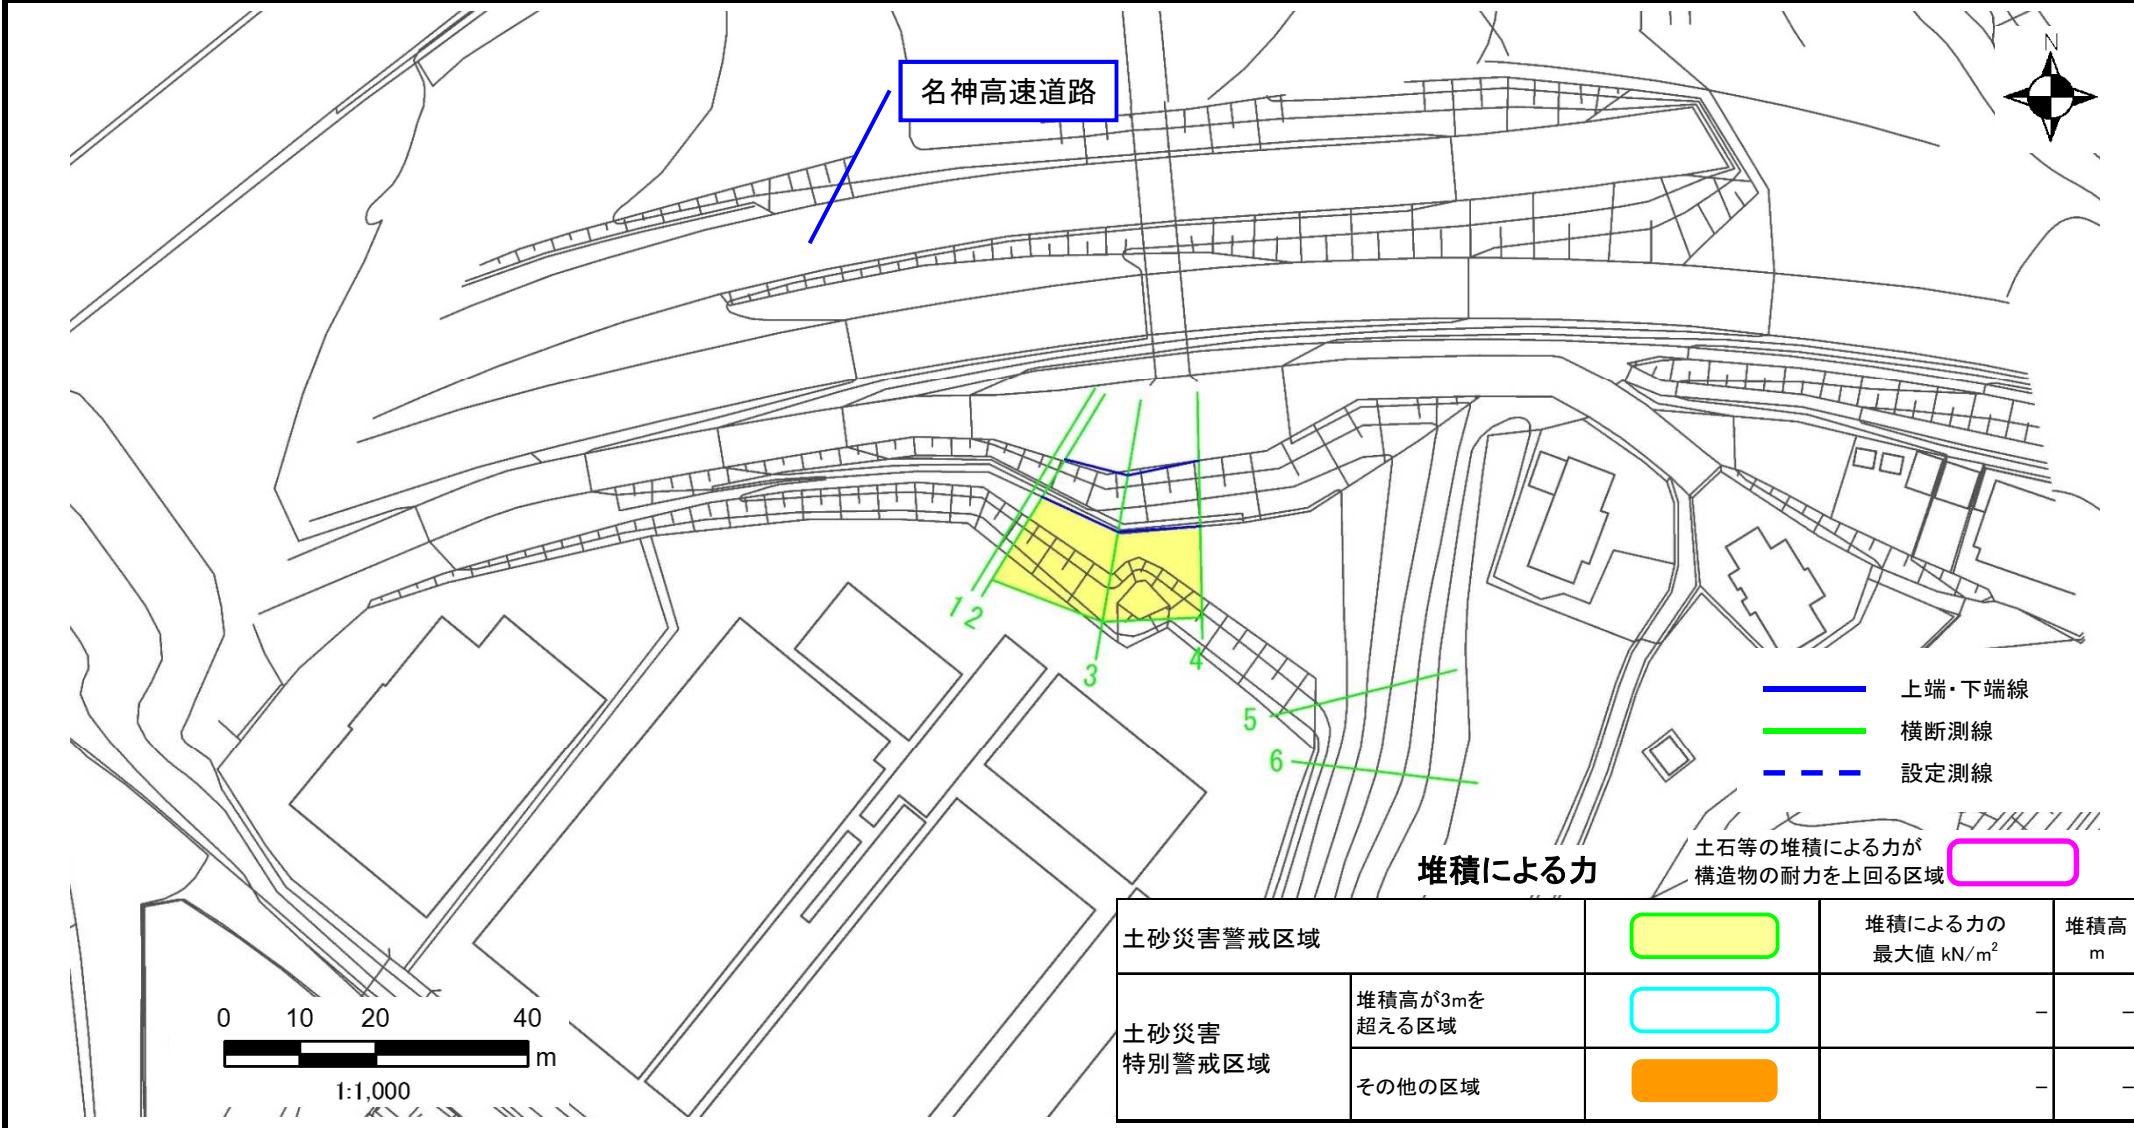 N
名神高速道路
1 2
3
4
5
6
上端・下端線
横断測線
設定測線
堆積による力
土石等の堆積による力が
構造物の耐力を上回る区域
土砂災害警戒区域
堆積による力の
最大値 kN/m²
堆積高
m
土砂災害
特別警戒区域
堆積高が3mを
超える区域
－ －
その他の区域
－ －
0 10 20 40
m
1:1,000